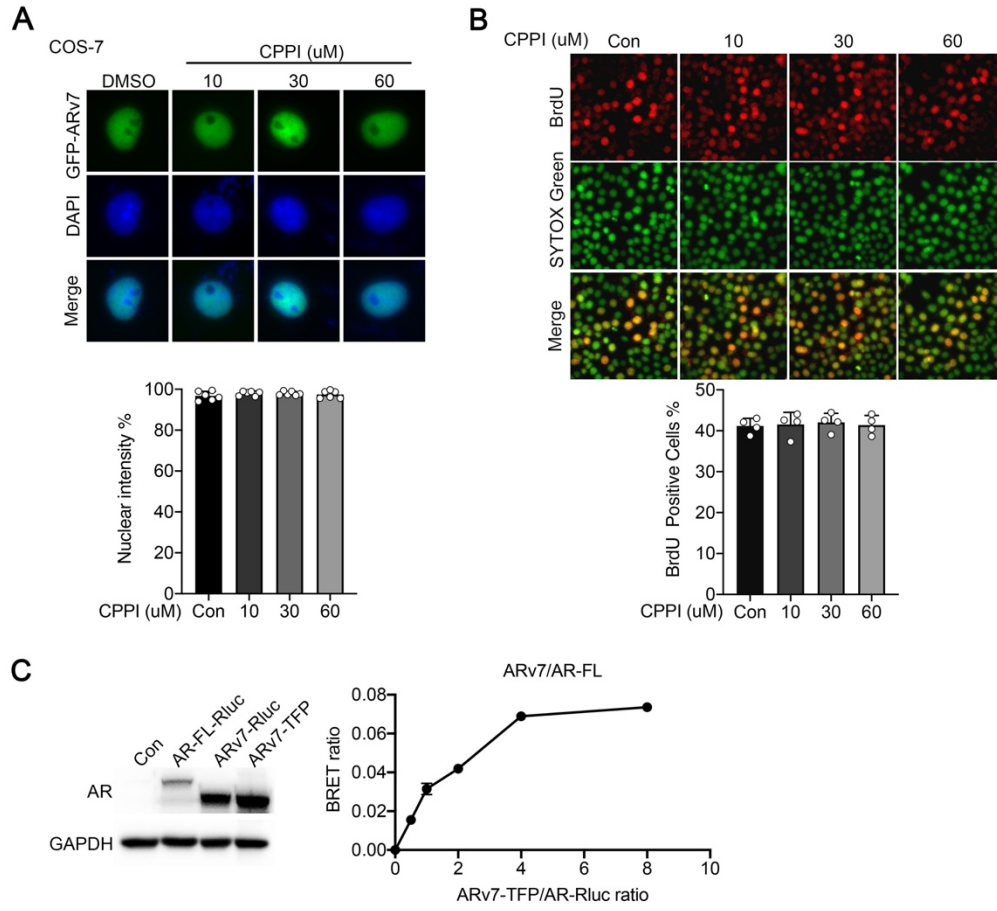 A
COS-7
CPPI (uM)
DMSO 10 30 60
GFP-ARv7
DAPI
Merge
Nuclear intensity %
100
80
60
40
20
0
CPPI (uM) Con 10 30 60
B
CPPI (uM) Con 10 30 60
BrdU
SYTOX Green
Merge
BrdU Positive Cells %
50
40
30
20
10
0
CPPI (uM) Con 10 30 60
C
Con AR-FL-Rluc ARv7-Rluc ARv7-TFP
AR
GAPDH
ARv7/AR-FL
BRET ratio
0.08
0.06
0.04
0.02
0.00
0 2 4 6 8 10
ARv7-TFP/AR-Rluc ratio